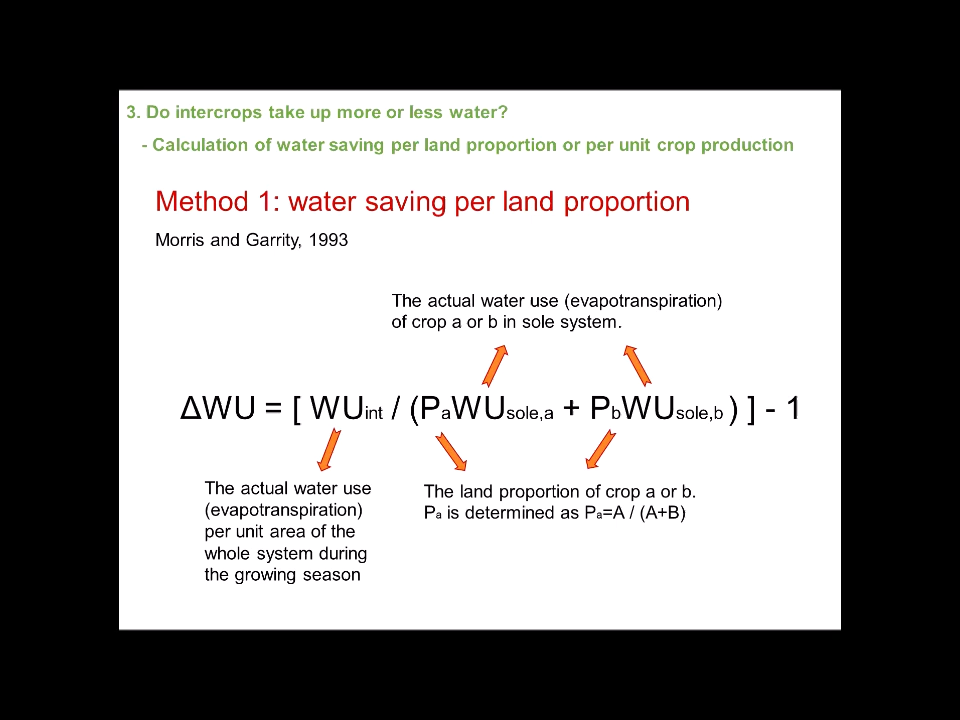 3. Do intercrops take up more or less water?
- Calculation of water saving per land proportion or per unit crop production
Method 1: water saving per land proportion
Morris and Garrity, 1993
The actual water use (evapotranspiration)
of crop a or b in sole system.
ΔWU = [ WUint / (PaWUsole,a + PbWUsole,b ) ] - 1
The actual water use
(evapotranspiration)
per unit area of the
whole system during
the growing season
The land proportion of crop a or b.
Pa is determined as Pa=A / (A+B)